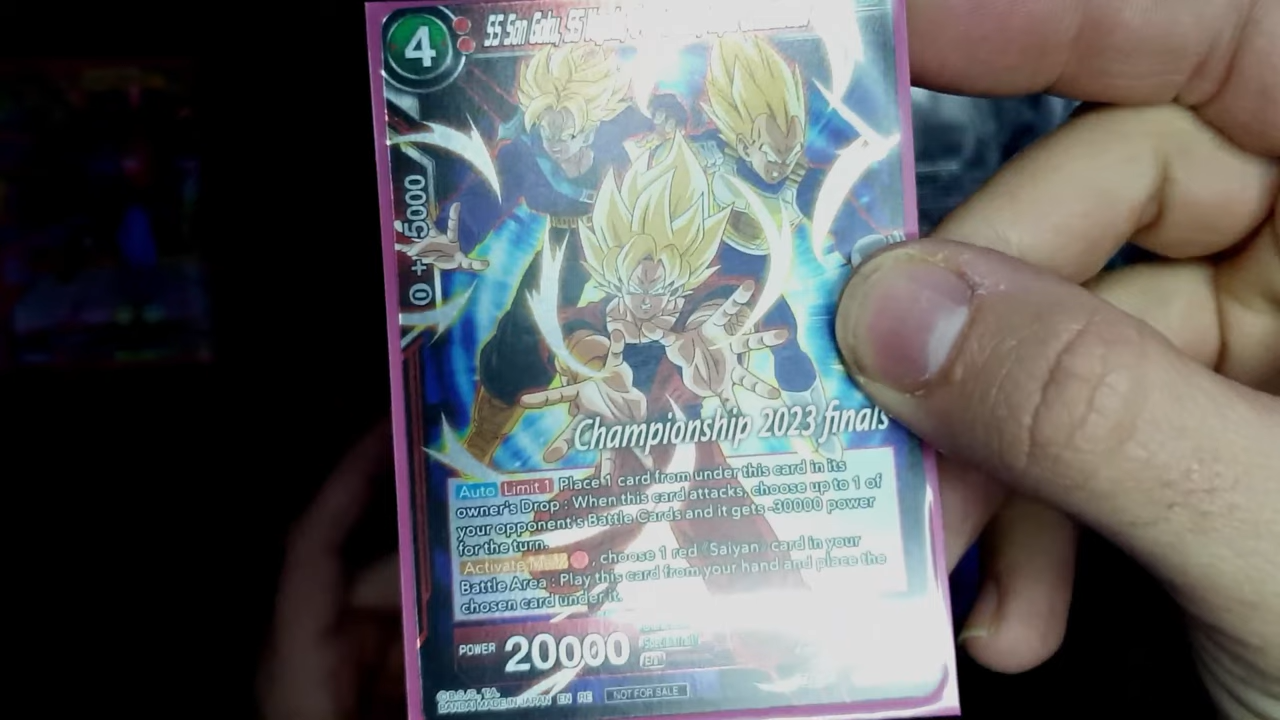 4
SS Son Goku, SS
0 +5000
Championship 2023 finals
Auto Limit 1 Place 1 card from under this card in its
owner's Drop : When this card attacks, choose up to 1 of
your opponent's Battle Cards and it gets -30000 power
for the turn.
Activate , choose 1 red 《Saiyan》 card in your
Battle Area : Play this card from your hand and place the
chosen card under it.
POWER 20000
©B.S./S., T.A.
BANDAI MADE IN JAPAN EN RE NOT FOR SALE